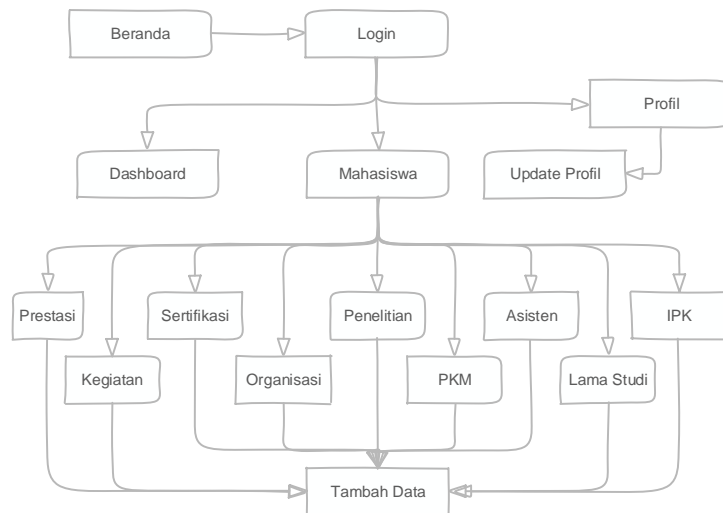 Beranda
Login
Profil
Dashboard
Mahasiswa
Update Profil
Prestasi
Sertifikasi
Penelitian
Asisten
IPK
Kegiatan
Organisasi
PKM
Lama Studi
Tambah Data